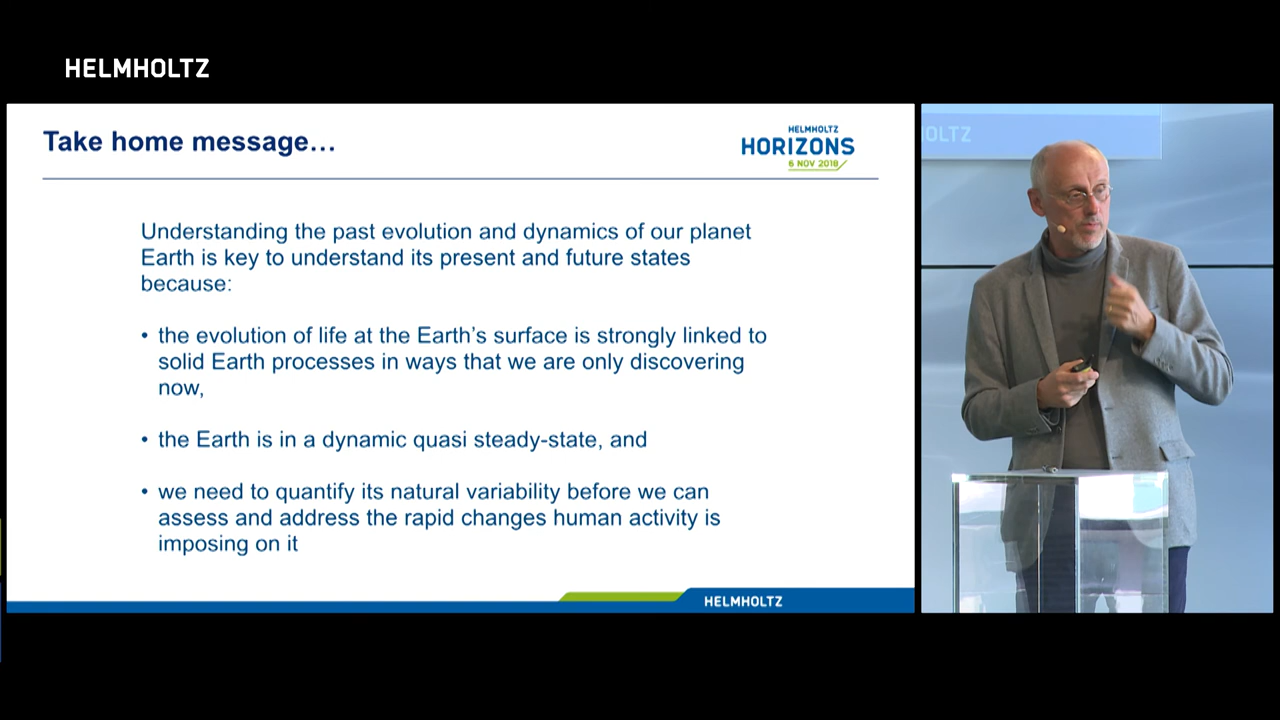 HELMHOLTZ
Take home message…
HELMHOLTZ
HORIZONS
6 NOV 2018
Understanding the past evolution and dynamics of our planet
Earth is key to understand its present and future states
because:
• the evolution of life at the Earth's surface is strongly linked to
solid Earth processes in ways that we are only discovering
now,
• the Earth is in a dynamic quasi steady-state, and
• we need to quantify its natural variability before we can
assess and address the rapid changes human activity is
imposing on it
HELMHOLTZ
OLTZ